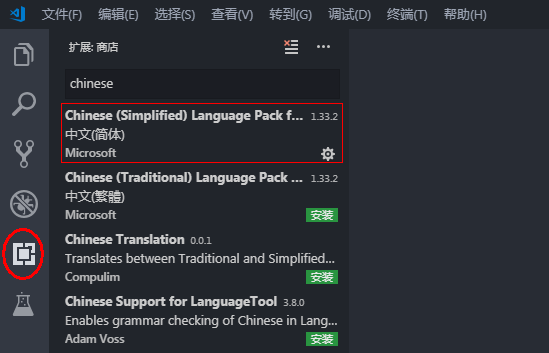 文件(F) 编辑(E) 选择(S) 查看(V) 转到(G) 调试(D) 终端(T) 帮助(H)
扩展: 商店
chinese
Chinese (Simplified) Language Pack f... 1.33.2
中文(简体)
Microsoft
Chinese (Traditional) Language Pack ... 1.33.2
中文(繁體)
Microsoft 安装
Chinese Translation 0.0.1
Translates between Traditional and Simplified...
Compulim 安装
Chinese Support for LanguageTool 3.8.0
Enables grammar checking of Chinese in Lang...
Adam Voss 安装